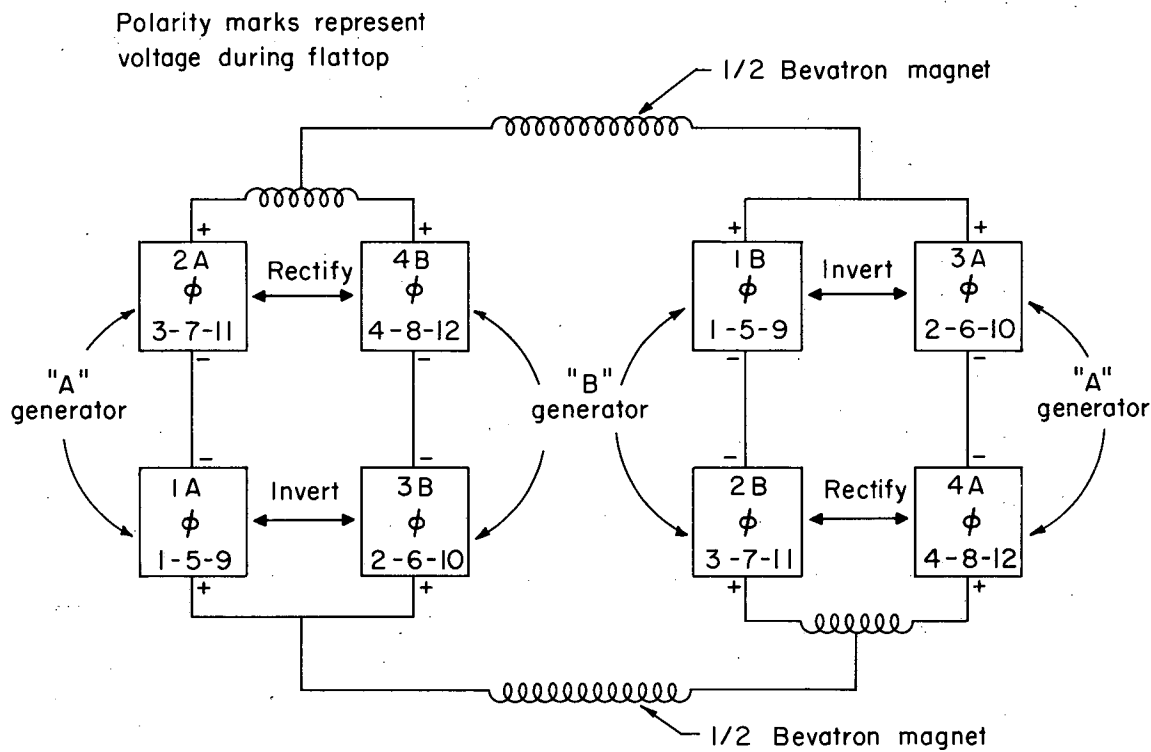 Polarity marks represent
voltage during flattop
1/2 Bevatron magnet
+ + + +
2A Rectify 4B 1B Invert 3A
ϕ ϕ ϕ ϕ
3-7-11 4-8-12 1-5-9 2-6-10
- - - -
"A" generator
"B" generator
"A" generator
- - - -
1A Invert 3B 2B Rectify 4A
ϕ ϕ ϕ ϕ
1-5-9 2-6-10 3-7-11 4-8-12
+ + + +
1/2 Bevatron magnet